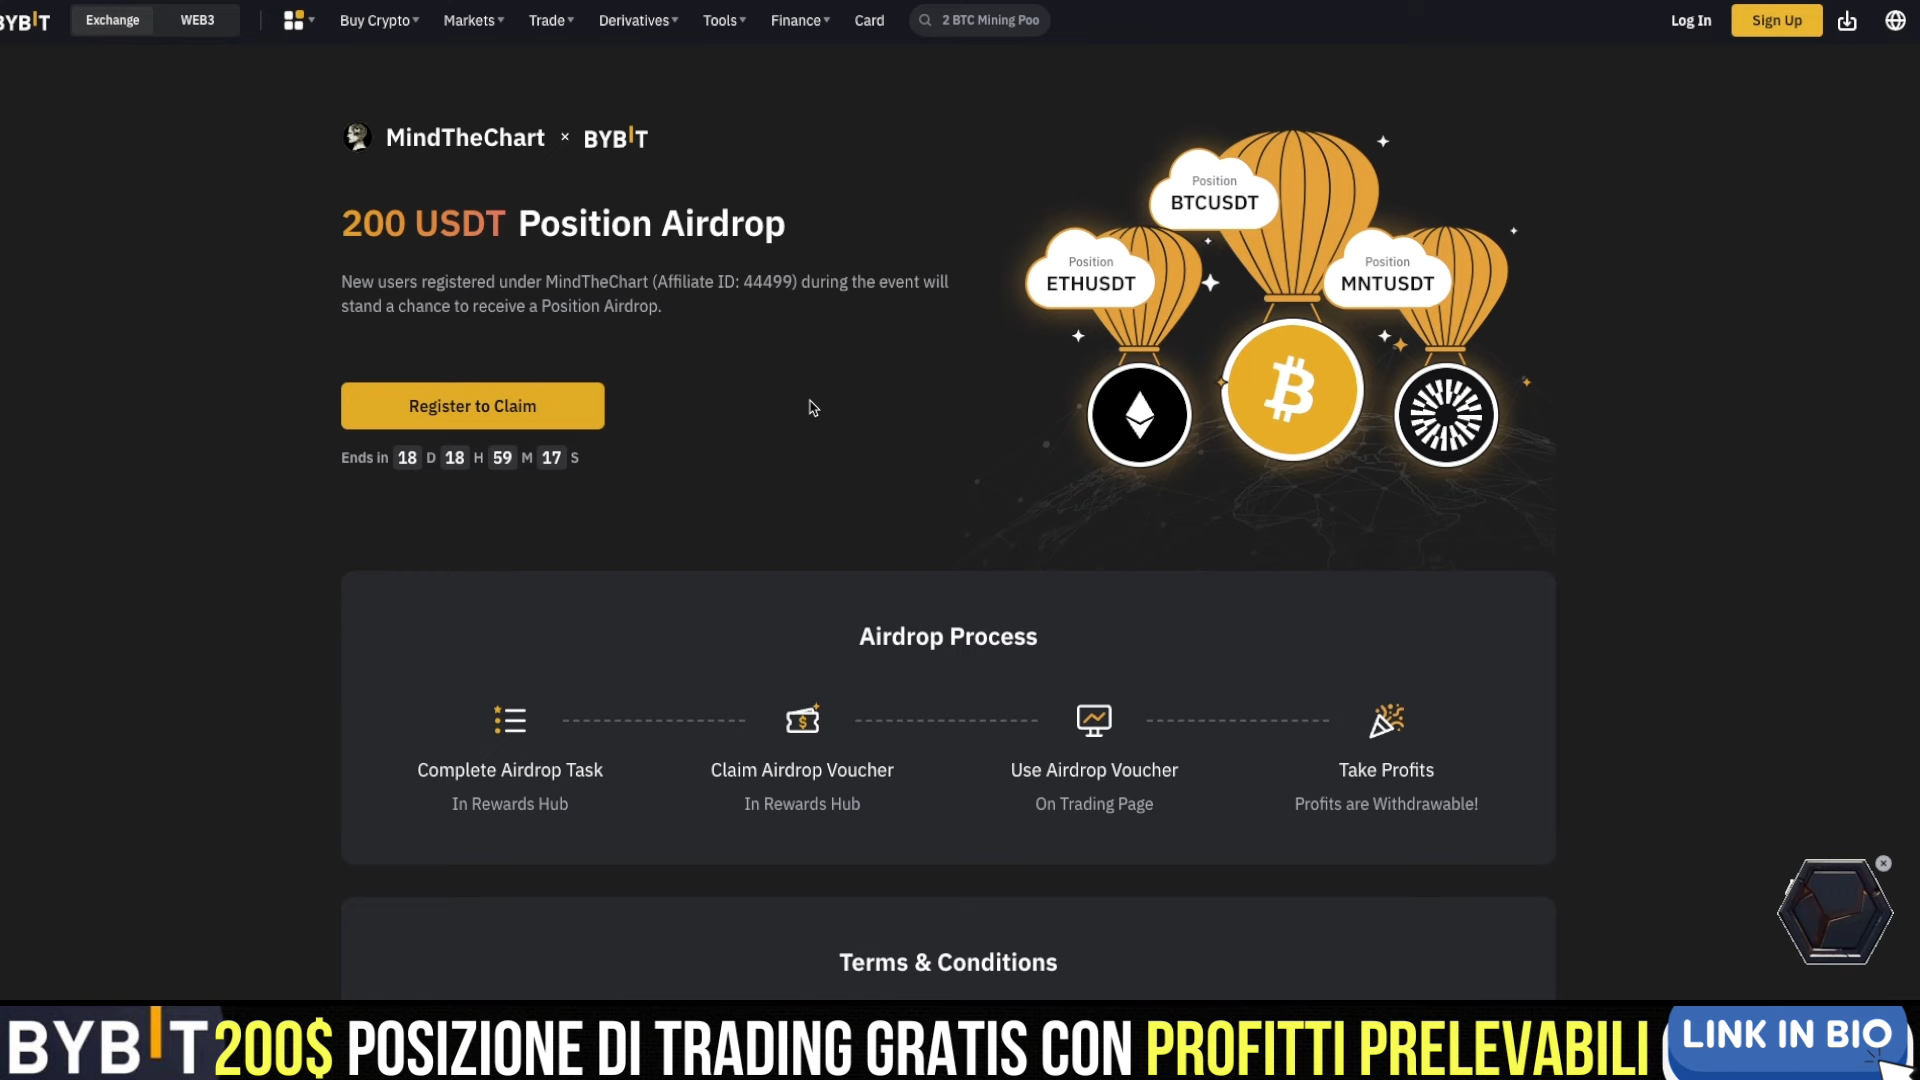 BYBIT
Exchange
WEB3
Buy Crypto
Markets
Trade
Derivatives
Tools
Finance
Card
2 BTC Mining Poo
Log In
Sign Up
MindTheChart × BYBIT
200 USDT Position Airdrop
New users registered under MindTheChart (Affiliate ID: 44499) during the event will
stand a chance to receive a Position Airdrop.
Register to Claim
Ends in 18 D 18 H 59 M 17 S
Position
BTCUSDT
Position
ETHUSDT
Position
MNTUSDT
Airdrop Process
Complete Airdrop Task
In Rewards Hub
Claim Airdrop Voucher
In Rewards Hub
Use Airdrop Voucher
On Trading Page
Take Profits
Profits are Withdrawable!
Terms & Conditions
BYBIT 200$ POSIZIONE DI TRADING GRATIS CON PROFITTI PRELEVABILI
LINK IN BIO